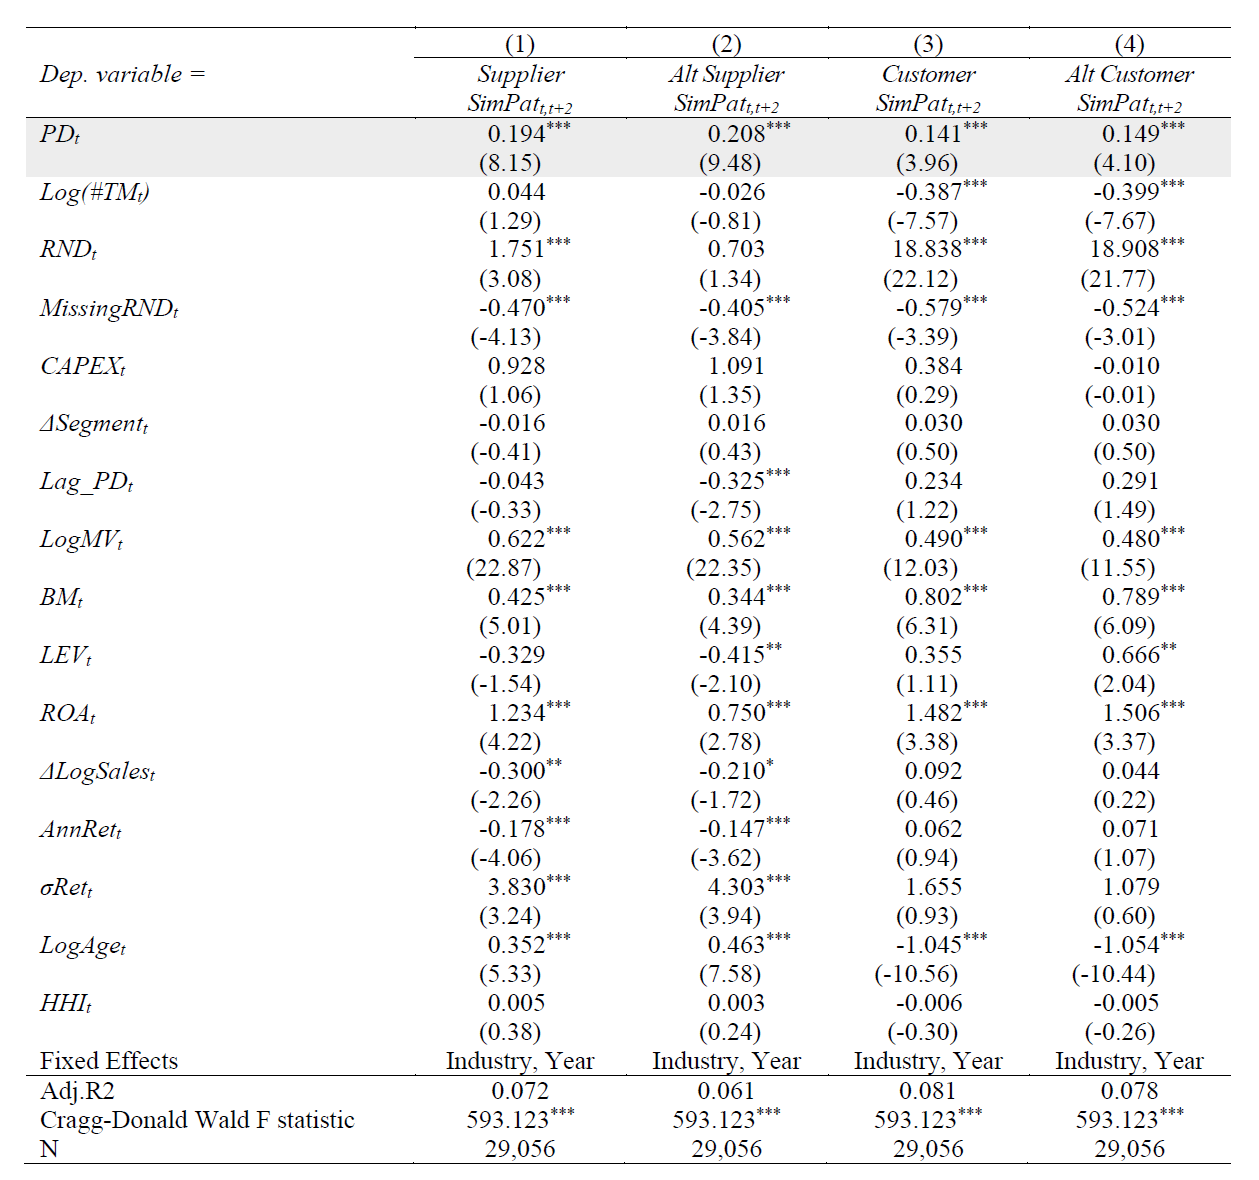 (1) (2) (3) (4)
Dep. variable = Supplier Alt Supplier Customer Alt Customer
SimPat_t,t+2 SimPat_t,t+2 SimPat_t,t+2 SimPat_t,t+2
PD_t 0.194*** 0.208*** 0.141*** 0.149***
(8.15) (9.48) (3.96) (4.10)
Log(#TM_t) 0.044 -0.026 -0.387*** -0.399***
(1.29) (-0.81) (-7.57) (-7.67)
RND_t 1.751*** 0.703 18.838*** 18.908***
(3.08) (1.34) (22.12) (21.77)
MissingRND_t -0.470*** -0.405*** -0.579*** -0.524***
(-4.13) (-3.84) (-3.39) (-3.01)
CAPEX_t 0.928 1.091 0.384 -0.010
(1.06) (1.35) (0.29) (-0.01)
ΔSegment_t -0.016 0.016 0.030 0.030
(-0.41) (0.43) (0.50) (0.50)
Lag_PD_t -0.043 -0.325*** 0.234 0.291
(-0.33) (-2.75) (1.22) (1.49)
LogMV_t 0.622*** 0.562*** 0.490*** 0.480***
(22.87) (22.35) (12.03) (11.55)
BM_t 0.425*** 0.344*** 0.802*** 0.789***
(5.01) (4.39) (6.31) (6.09)
LEV_t -0.329 -0.415** 0.355 0.666**
(-1.54) (-2.10) (1.11) (2.04)
ROA_t 1.234*** 0.750*** 1.482*** 1.506***
(4.22) (2.78) (3.38) (3.37)
ΔLogSales_t -0.300** -0.210* 0.092 0.044
(-2.26) (-1.72) (0.46) (0.22)
AnnRet_t -0.178*** -0.147*** 0.062 0.071
(-4.06) (-3.62) (0.94) (1.07)
σRet_t 3.830*** 4.303*** 1.655 1.079
(3.24) (3.94) (0.93) (0.60)
LogAge_t 0.352*** 0.463*** -1.045*** -1.054***
(5.33) (7.58) (-10.56) (-10.44)
HHI_t 0.005 0.003 -0.006 -0.005
(0.38) (0.24) (-0.30) (-0.26)
Fixed Effects Industry, Year Industry, Year Industry, Year Industry, Year
Adj.R2 0.072 0.061 0.081 0.078
Cragg-Donald Wald F statistic 593.123*** 593.123*** 593.123*** 593.123***
N 29,056 29,056 29,056 29,056